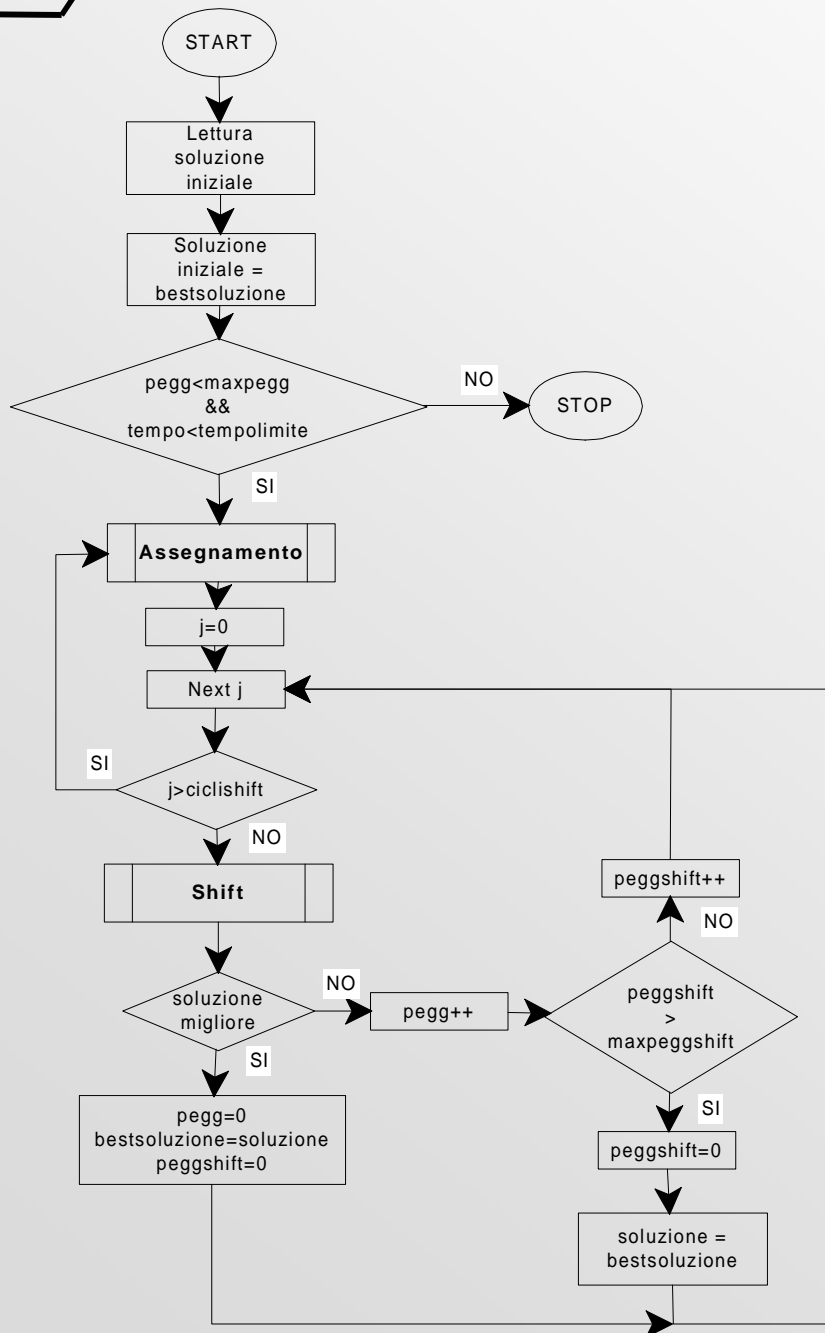 START
Lettura
soluzione
iniziale
Soluzione
iniziale =
bestsoluzione
pegg<maxpegg
&&
tempo<tempolimite
NO
STOP
SI
Assegnamento
j=0
Next j
SI
j>ciclishift
NO
Shift
peggshift++
NO
soluzione
migliore
NO
pegg++
peggshift
>
maxpeggshift
SI
SI
pegg=0
bestsoluzione=soluzione
peggshift=0
peggshift=0
soluzione =
bestsoluzione